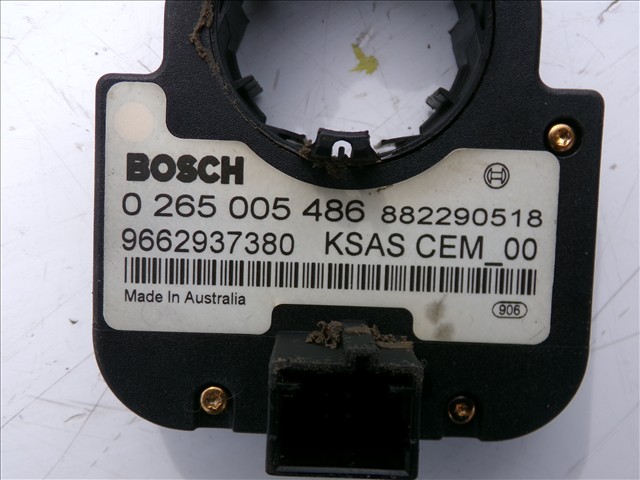 BOSCH
0 265 005 486 882290518
9662937380 KSAS CEM_00
Made In Australia
906